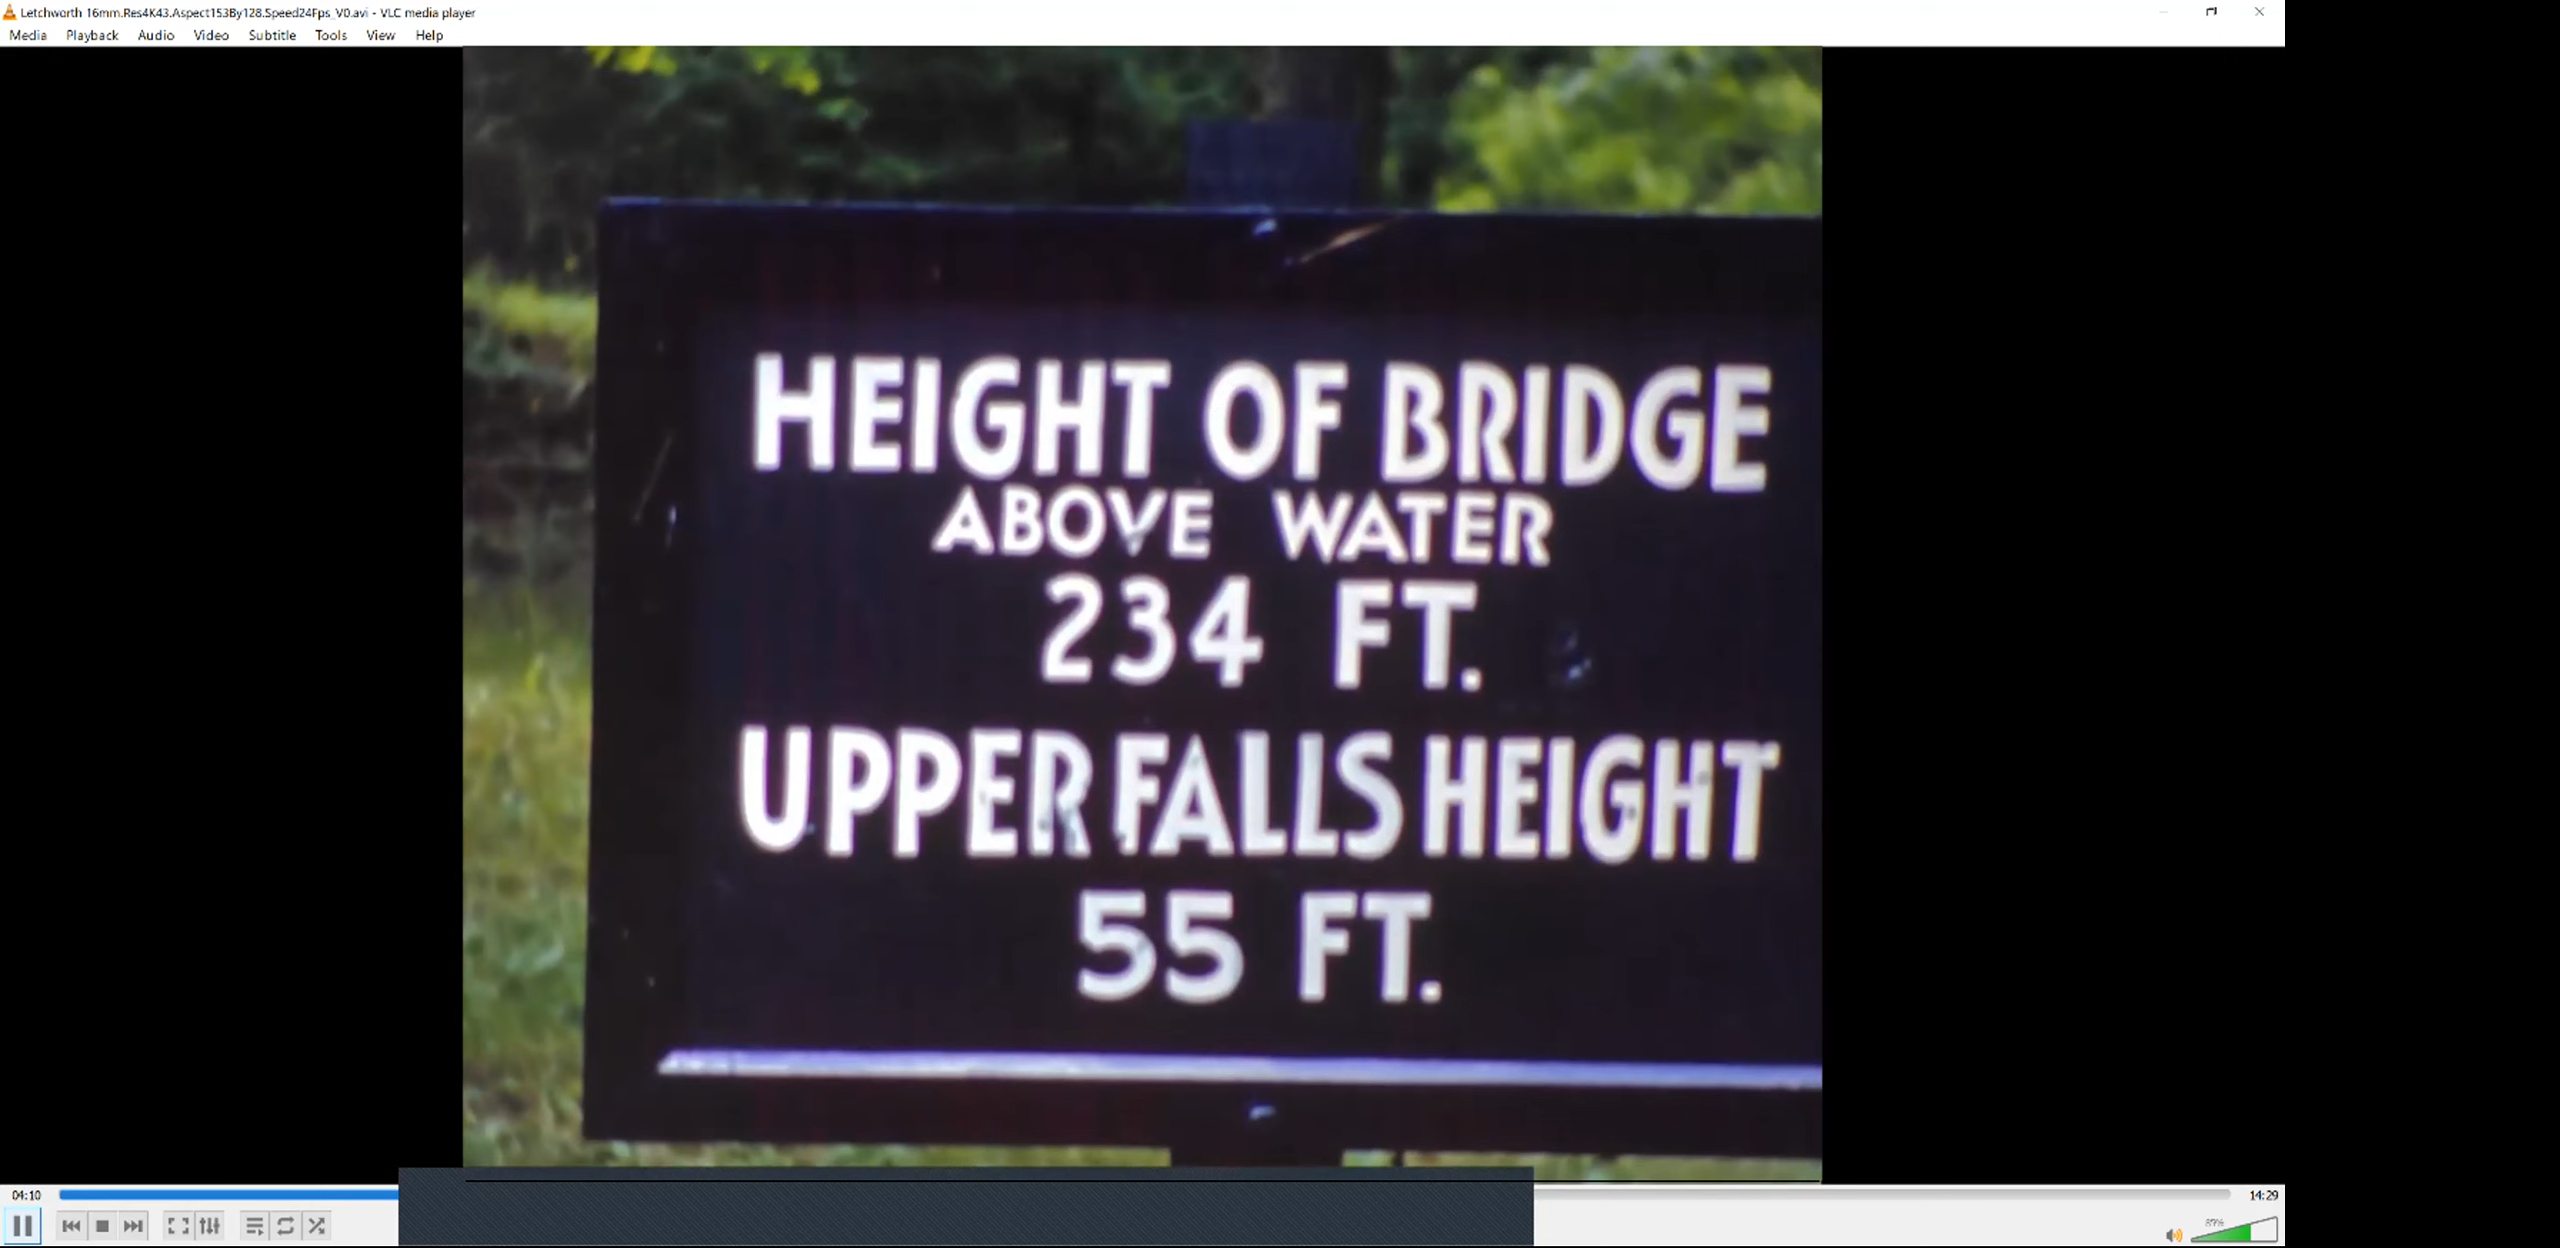 Letchworth 16mm.Res4K43.Aspect153By128.Speed24Fps_V0.avi - VLC media player
Media Playback Audio Video Subtitle Tools View Help
HEIGHT OF BRIDGE
ABOVE WATER
234 FT.
UPPER FALLS HEIGHT
55 FT.
04:10
14:29
87%